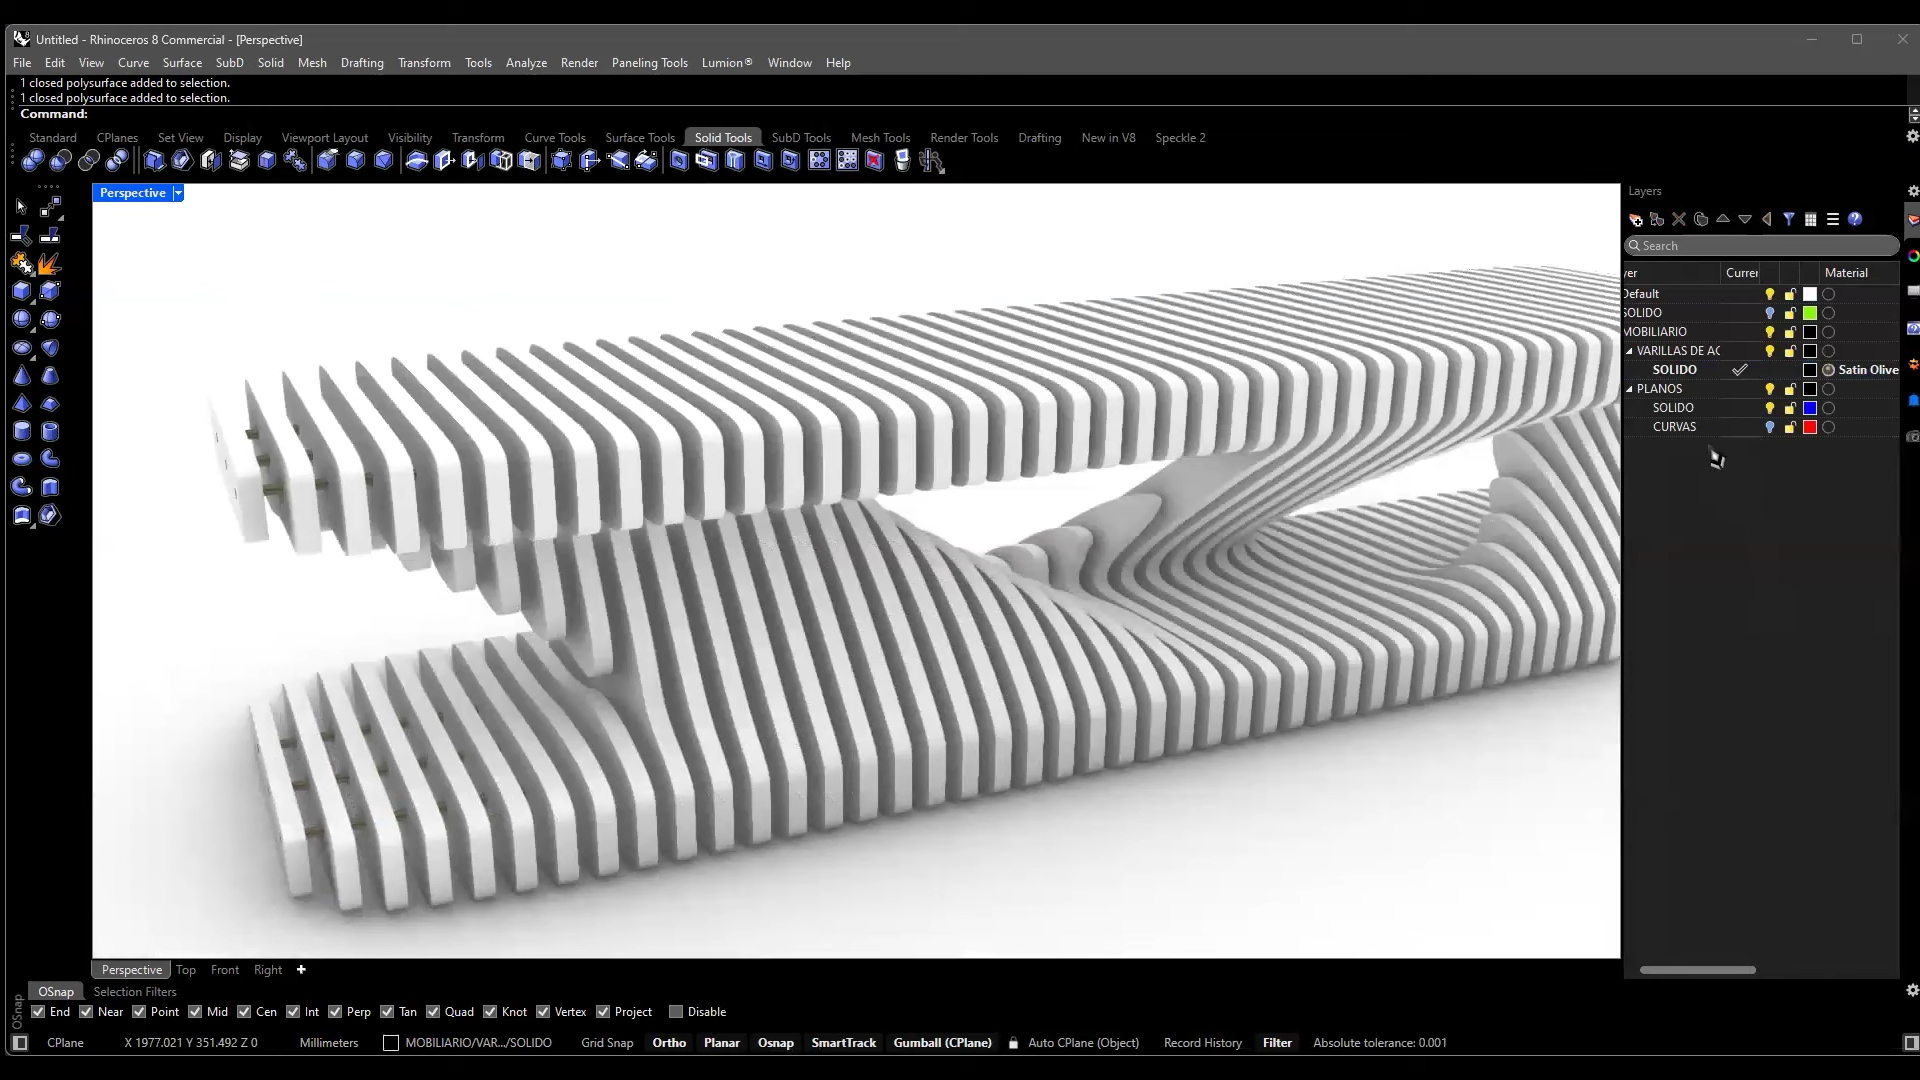 Untitled - Rhinoceros 8 Commercial - [Perspective]
File Edit View Curve Surface SubD Solid Mesh Drafting Transform Tools Analyze Render Paneling Tools Lumion® Window Help
1 closed polysurface added to selection.
1 closed polysurface added to selection.
Command:
Standard CPlanes Set View Display Viewport Layout Visibility Transform Curve Tools Surface Tools Solid Tools SubD Tools Mesh Tools Render Tools Drafting New in V8 Speckle 2
Perspective
Layers
Search
yer Currer Material
Default
SOLIDO
MOBILIARIO
VARILLAS DE AC
SOLIDO Satin Olive
PLANOS
SOLIDO
CURVAS
Perspective Top Front Right
OSnap Selection Filters
OSnap
End Near Point Mid Cen Int Perp Tan Quad Knot Vertex Project Disable
CPlane X 1977.021 Y 351.492 Z 0 Millimeters MOBILIARIO/VAR.../SOLIDO Grid Snap Ortho Planar Osnap SmartTrack Gumball (CPlane) Auto CPlane (Object) Record History Filter Absolute tolerance: 0.001